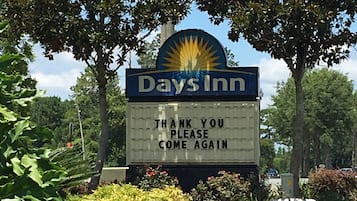 Days Inn
THANK YOU
PLEASE
COME AGAIN